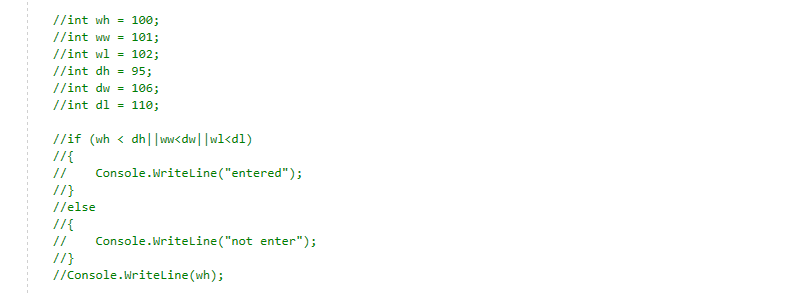 //int wh = 100;
//int ww = 101;
//int wl = 102;
//int dh = 95;
//int dw = 106;
//int dl = 110;
//if (wh < dh||ww<dw||wl<dl)
//{
//    Console.WriteLine("entered");
//}
//else
//{
//    Console.WriteLine("not enter");
//}
//Console.WriteLine(wh);